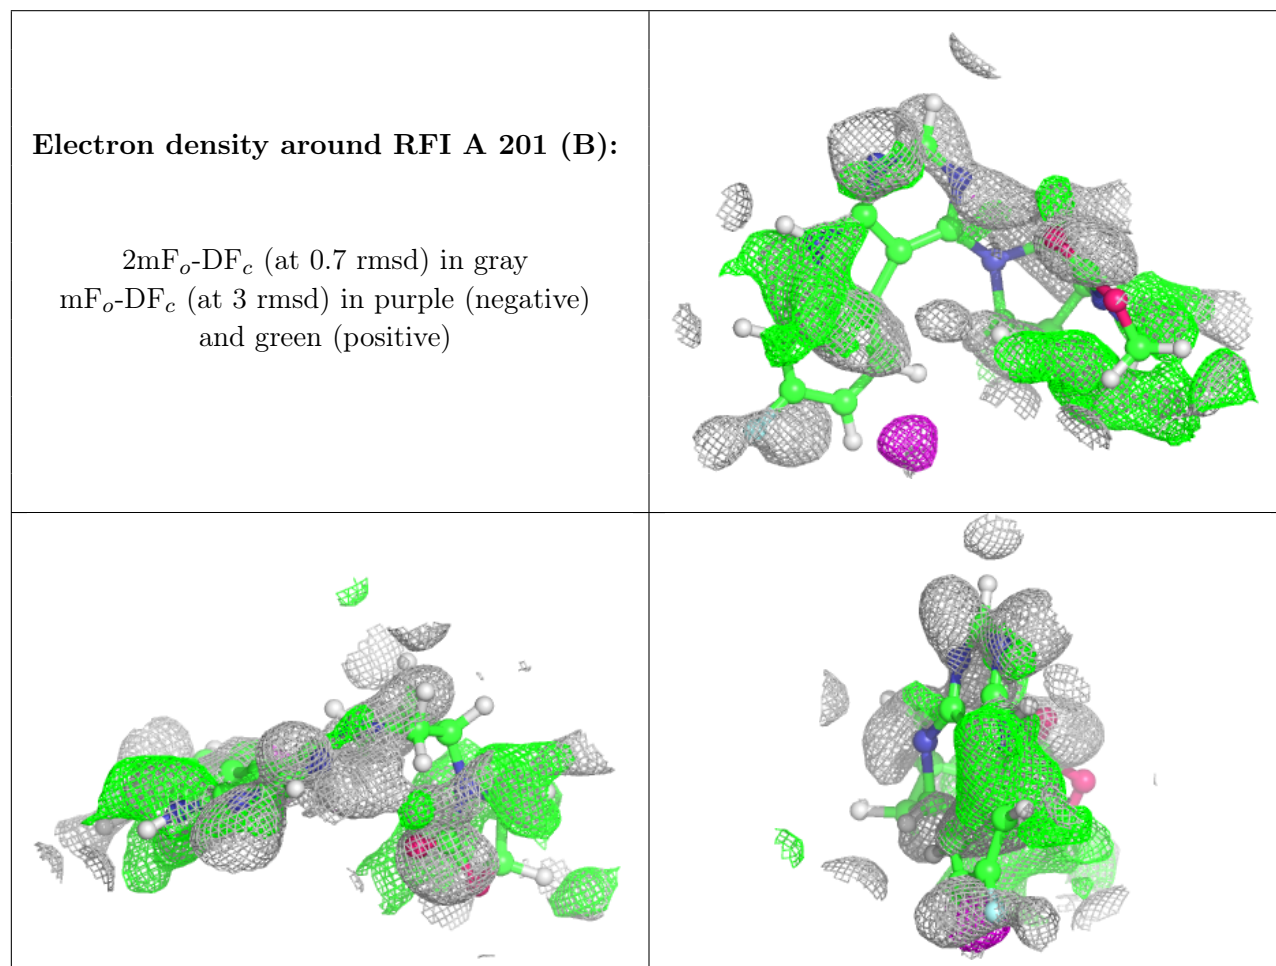 Electron density around RFI A 201 (B):
2mFₒ-DF𝒸 (at 0.7 rmsd) in gray
mFₒ-DF𝒸 (at 3 rmsd) in purple (negative)
and green (positive)